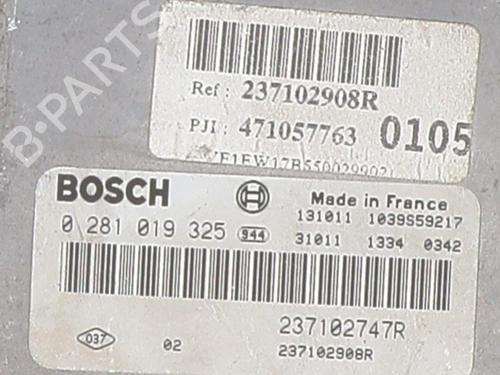 B-PARTS
Ref : 237102908R
PJI : 471057763 0105
BOSCH
Made in France
131011 1039S59217
0 281 019 325 944 31011 1334 0342
237102747R
037 02 237102908R